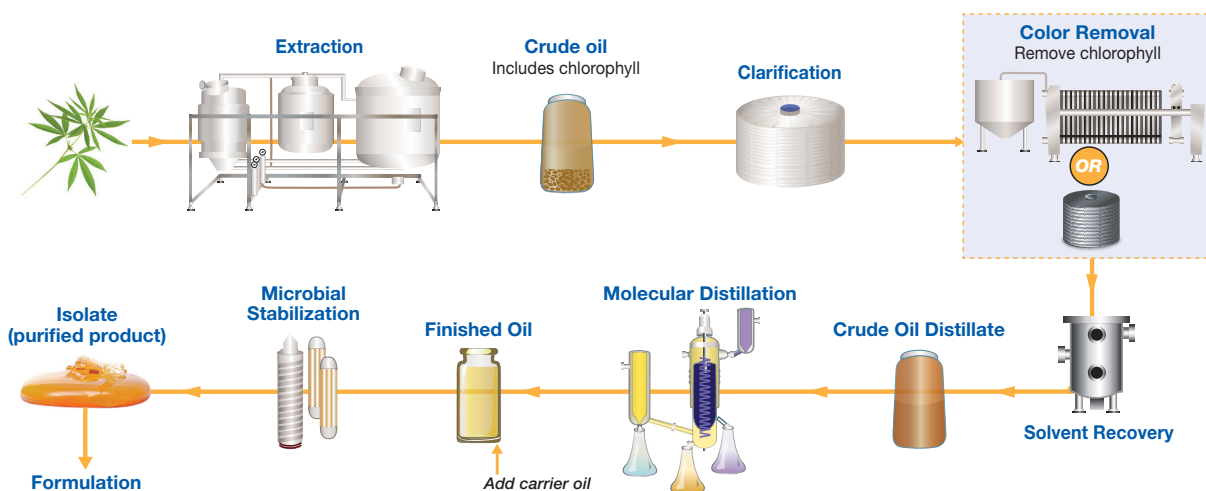 Extraction
Crude oil
Includes chlorophyll
Clarification
Color Removal
Remove chlorophyll
OR
Solvent Recovery
Crude Oil Distillate
Molecular Distillation
Finished Oil
Add carrier oil
Microbial
Stabilization
Isolate
(purified product)
Formulation